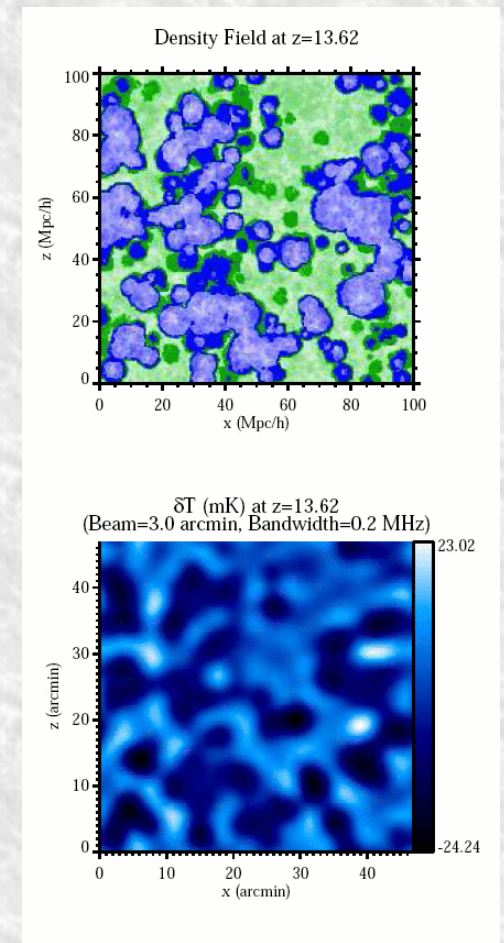 Density Field at z=13.62
100
80
60
40
20
0
z (Mpc/h)
0 20 40 60 80 100
x (Mpc/h)
δT (mK) at z=13.62
(Beam=3.0 arcmin, Bandwidth=0.2 MHz)
23.02
40
30
20
10
0
z (arcmin)
-24.24
0 10 20 30 40
x (arcmin)